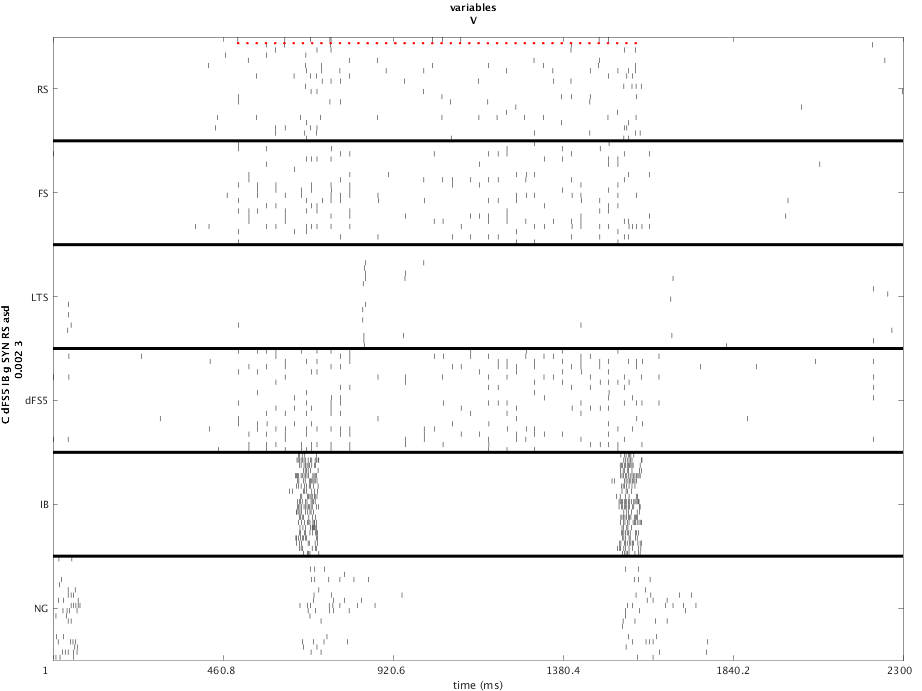 variables
V
RS
FS
LTS
dFS5
IB
NG
C dFS5 IB g SYN RS asd
0.002 3
1
460.8
920.6
1380.4
1840.2
2300
time (ms)